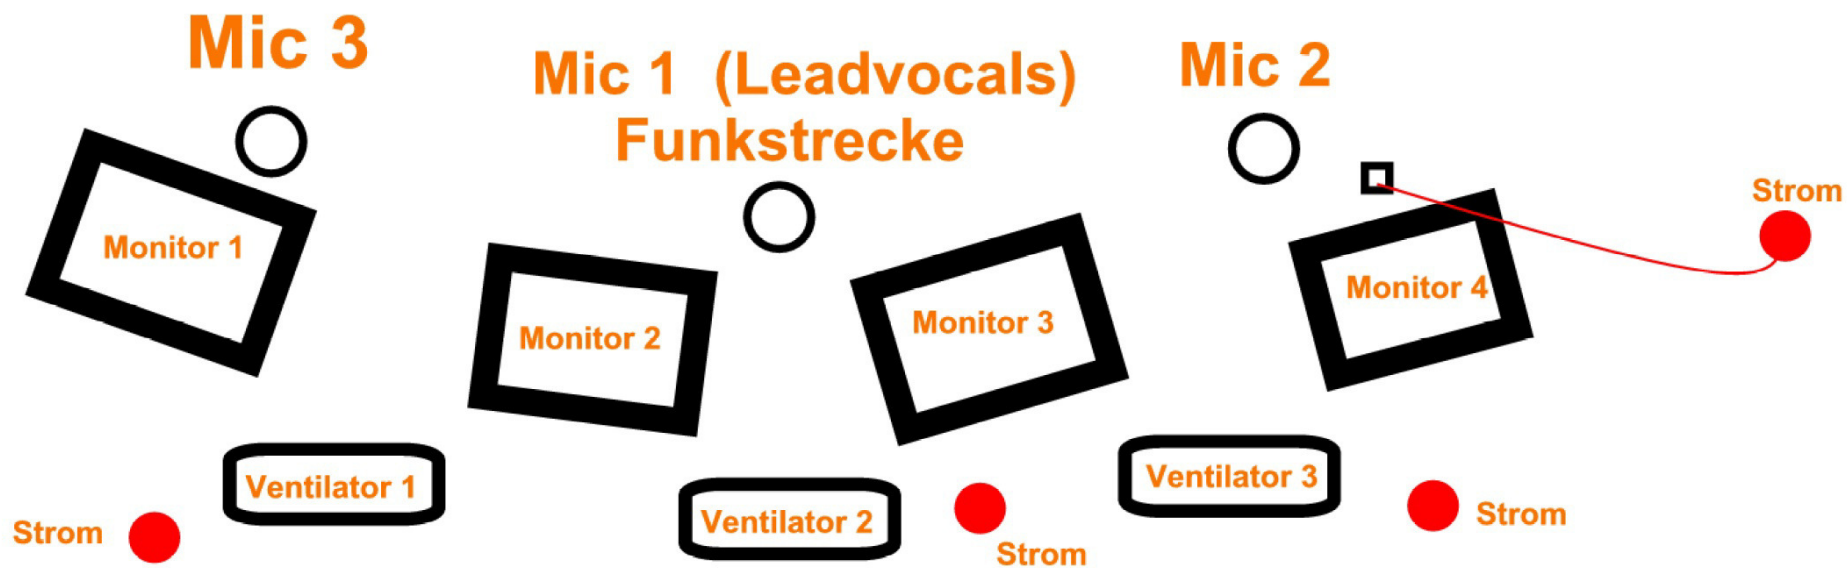 Mic 3
Mic 1 (Leadvocals)
Funkstrecke
Mic 2
Strom
Monitor 1
Monitor 2
Monitor 3
Monitor 4
Ventilator 1
Ventilator 2
Ventilator 3
Strom
Strom
Strom